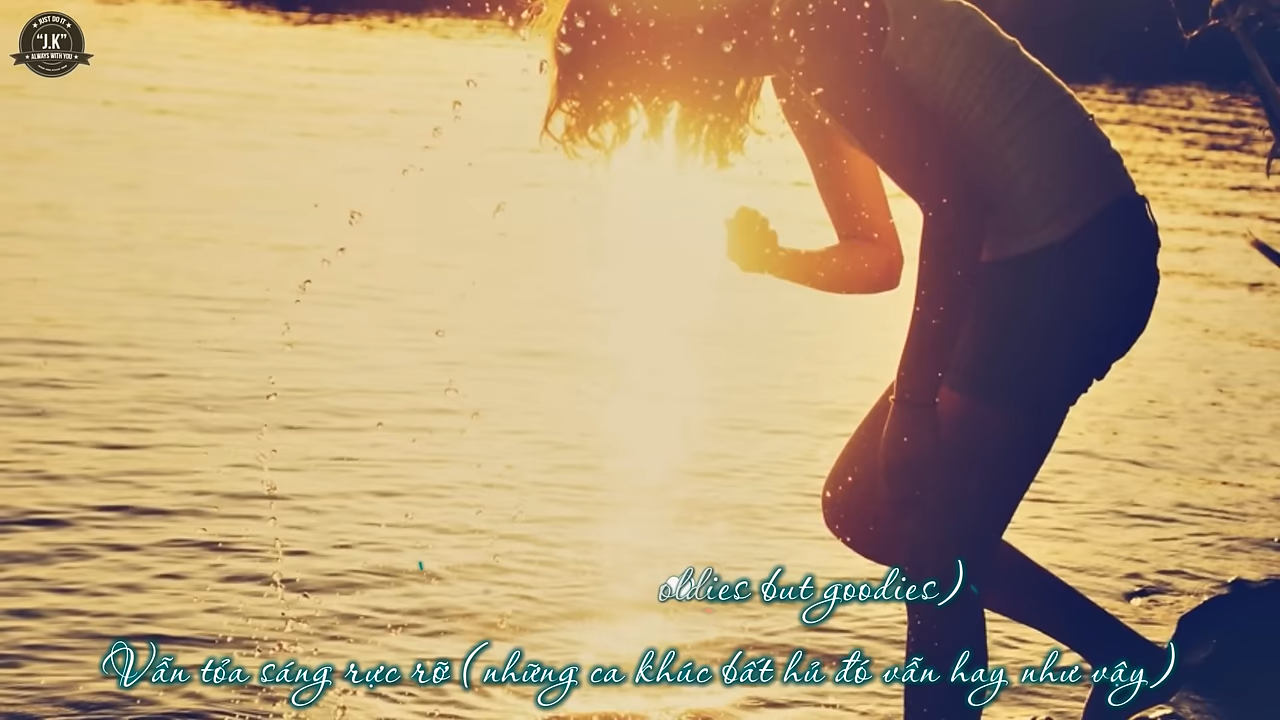 JUST DO IT
"J.K"
ALWAYS WITH YOU
oldies but goodies)
Vẫn tỏa sáng rực rỡ (những ca khúc bất hủ đó vẫn hay như vậy)